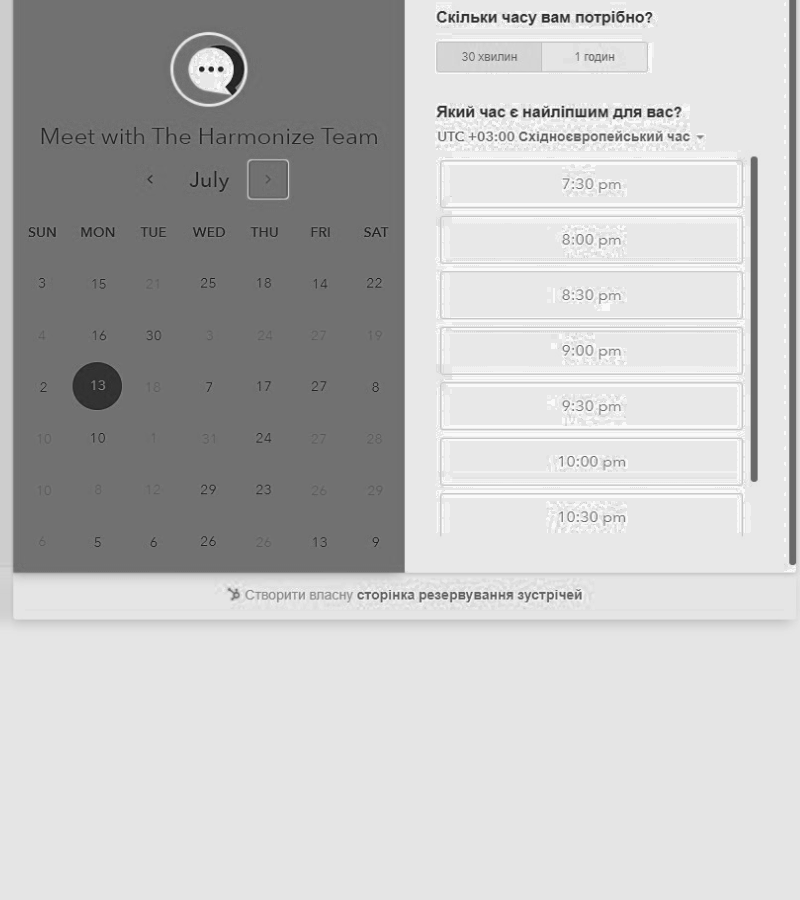 Meet with The Harmonize Team
July
SUN MON TUE WED THU FRI SAT
3 15 21 25 18 14 22
4 16 30 3 24 27 19
2 13 18 7 17 27 8
10 10 1 31 24 27 28
10 8 12 29 23 26 29
6 5 6 26 26 13 9
Скільки часу вам потрібно?
30 хвилин 1 годин
Який час є найліпшим для вас?
UTC +03:00 Східноєвропейський час
7:30 pm
8:00 pm
8:30 pm
9:00 pm
9:30 pm
10:00 pm
10:30 pm
Створити власну сторінка резервування зустрічей